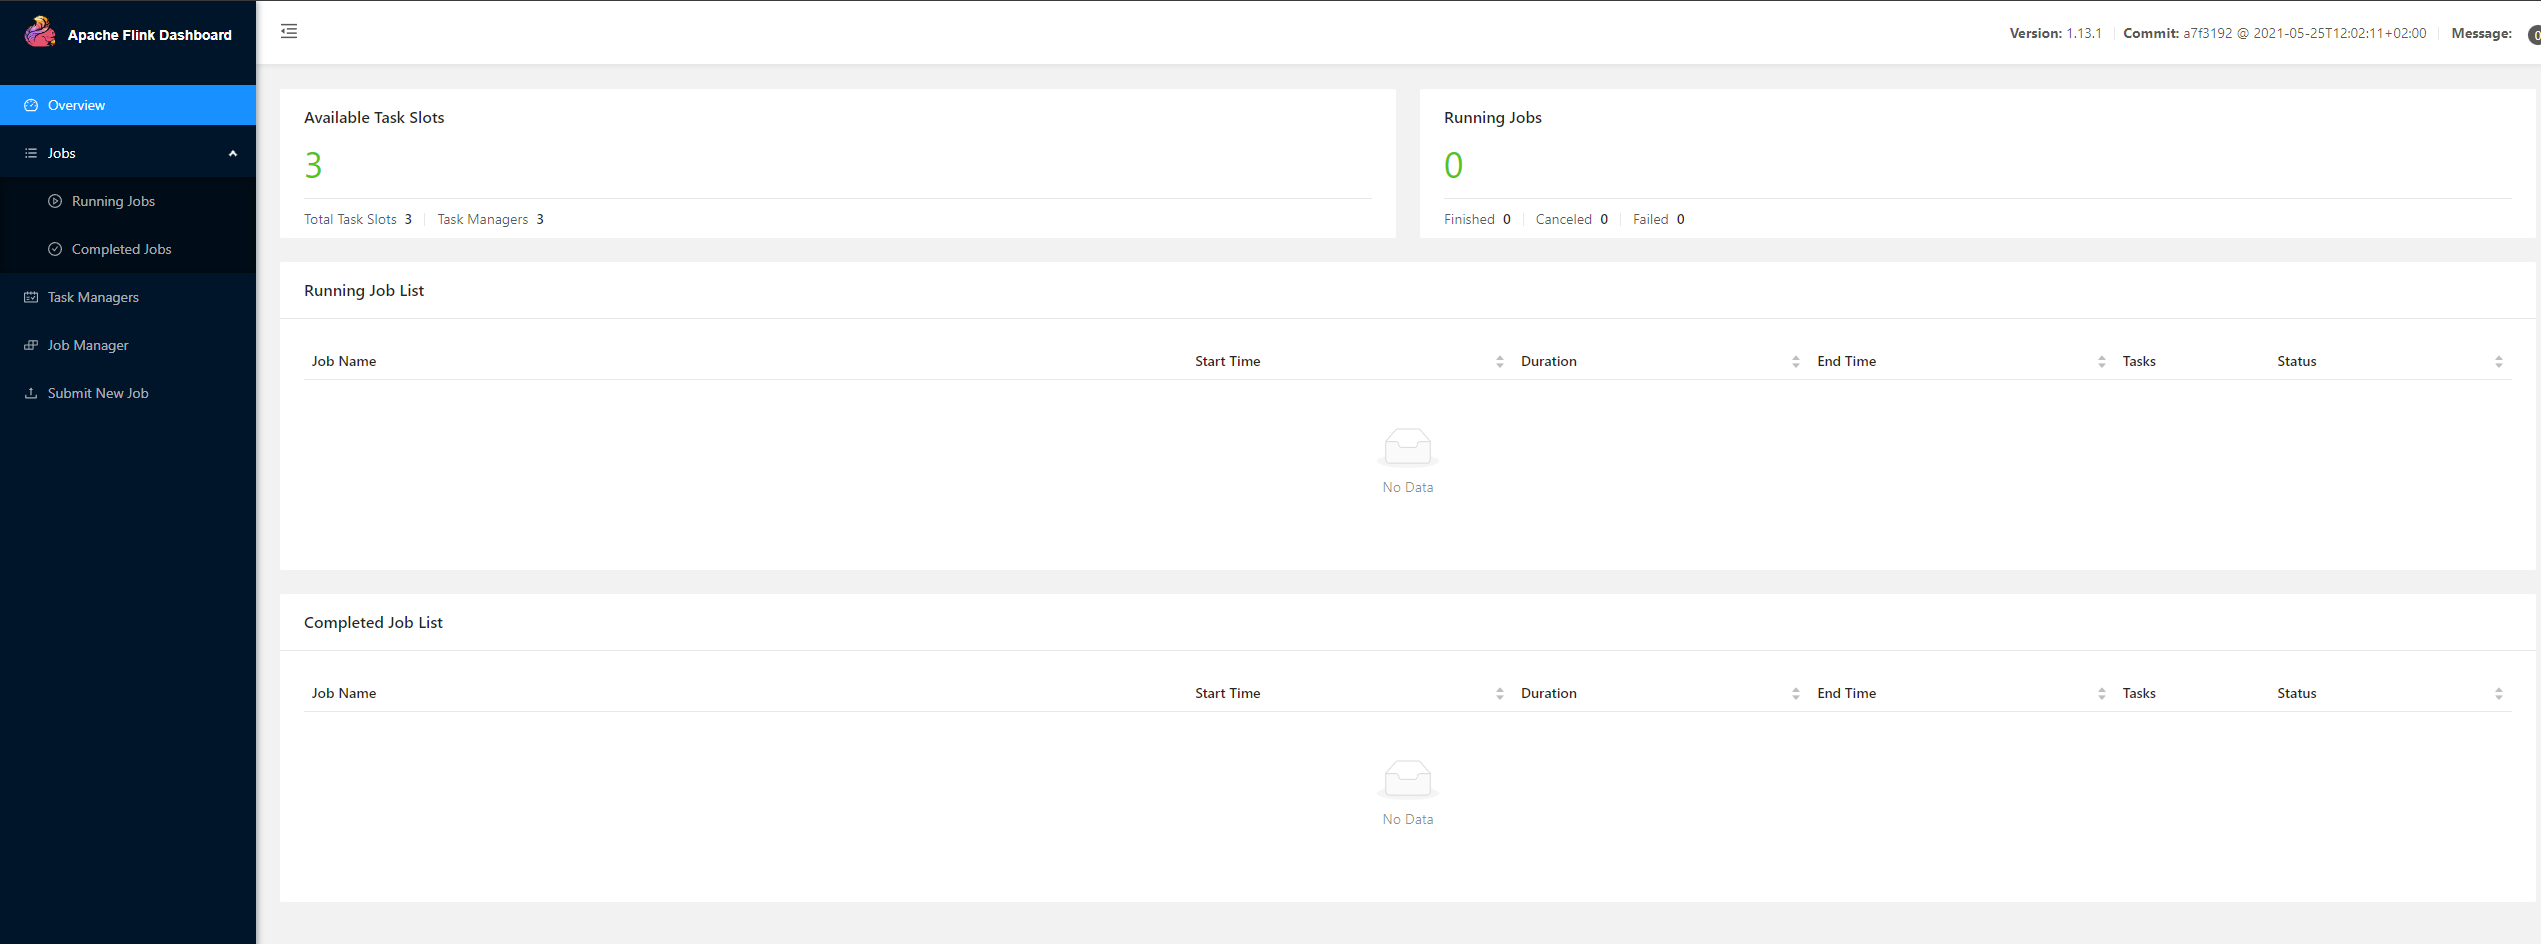 Apache Flink Dashboard
Version: 1.13.1 Commit: a7f3192 @ 2021-05-25T12:02:11+02:00 Message: 0
Overview
Jobs
Running Jobs
Completed Jobs
Task Managers
Job Manager
Submit New Job
Available Task Slots
3
Total Task Slots 3 Task Managers 3
Running Jobs
0
Finished 0 Canceled 0 Failed 0
Running Job List
Job Name Start Time Duration End Time Tasks Status
No Data
Completed Job List
Job Name Start Time Duration End Time Tasks Status
No Data